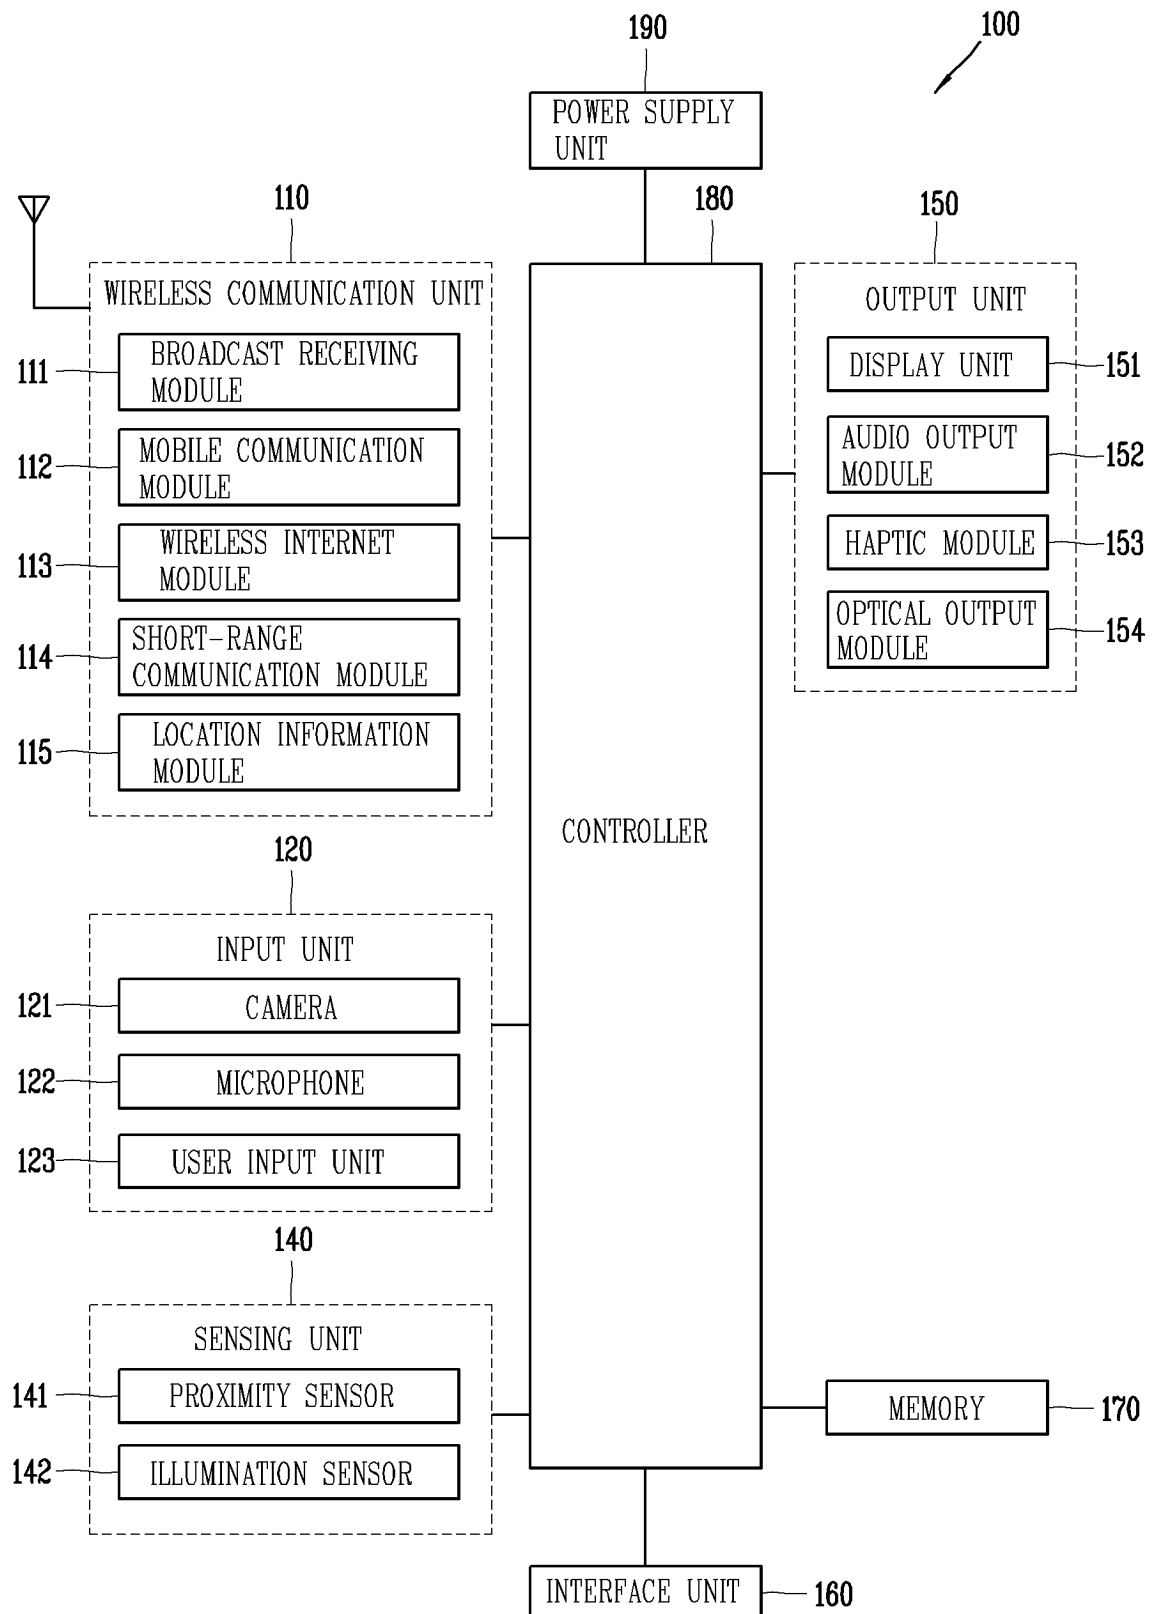 190
100
POWER SUPPLY
UNIT
110
180
150
WIRELESS COMMUNICATION UNIT
111
BROADCAST RECEIVING
MODULE
112
MOBILE COMMUNICATION
MODULE
113
WIRELESS INTERNET
MODULE
114
SHORT-RANGE
COMMUNICATION MODULE
115
LOCATION INFORMATION
MODULE
OUTPUT UNIT
DISPLAY UNIT
151
AUDIO OUTPUT
MODULE
152
HAPTIC MODULE
153
OPTICAL OUTPUT
MODULE
154
CONTROLLER
120
INPUT UNIT
121
CAMERA
122
MICROPHONE
123
USER INPUT UNIT
140
SENSING UNIT
141
PROXIMITY SENSOR
142
ILLUMINATION SENSOR
MEMORY
170
INTERFACE UNIT
160